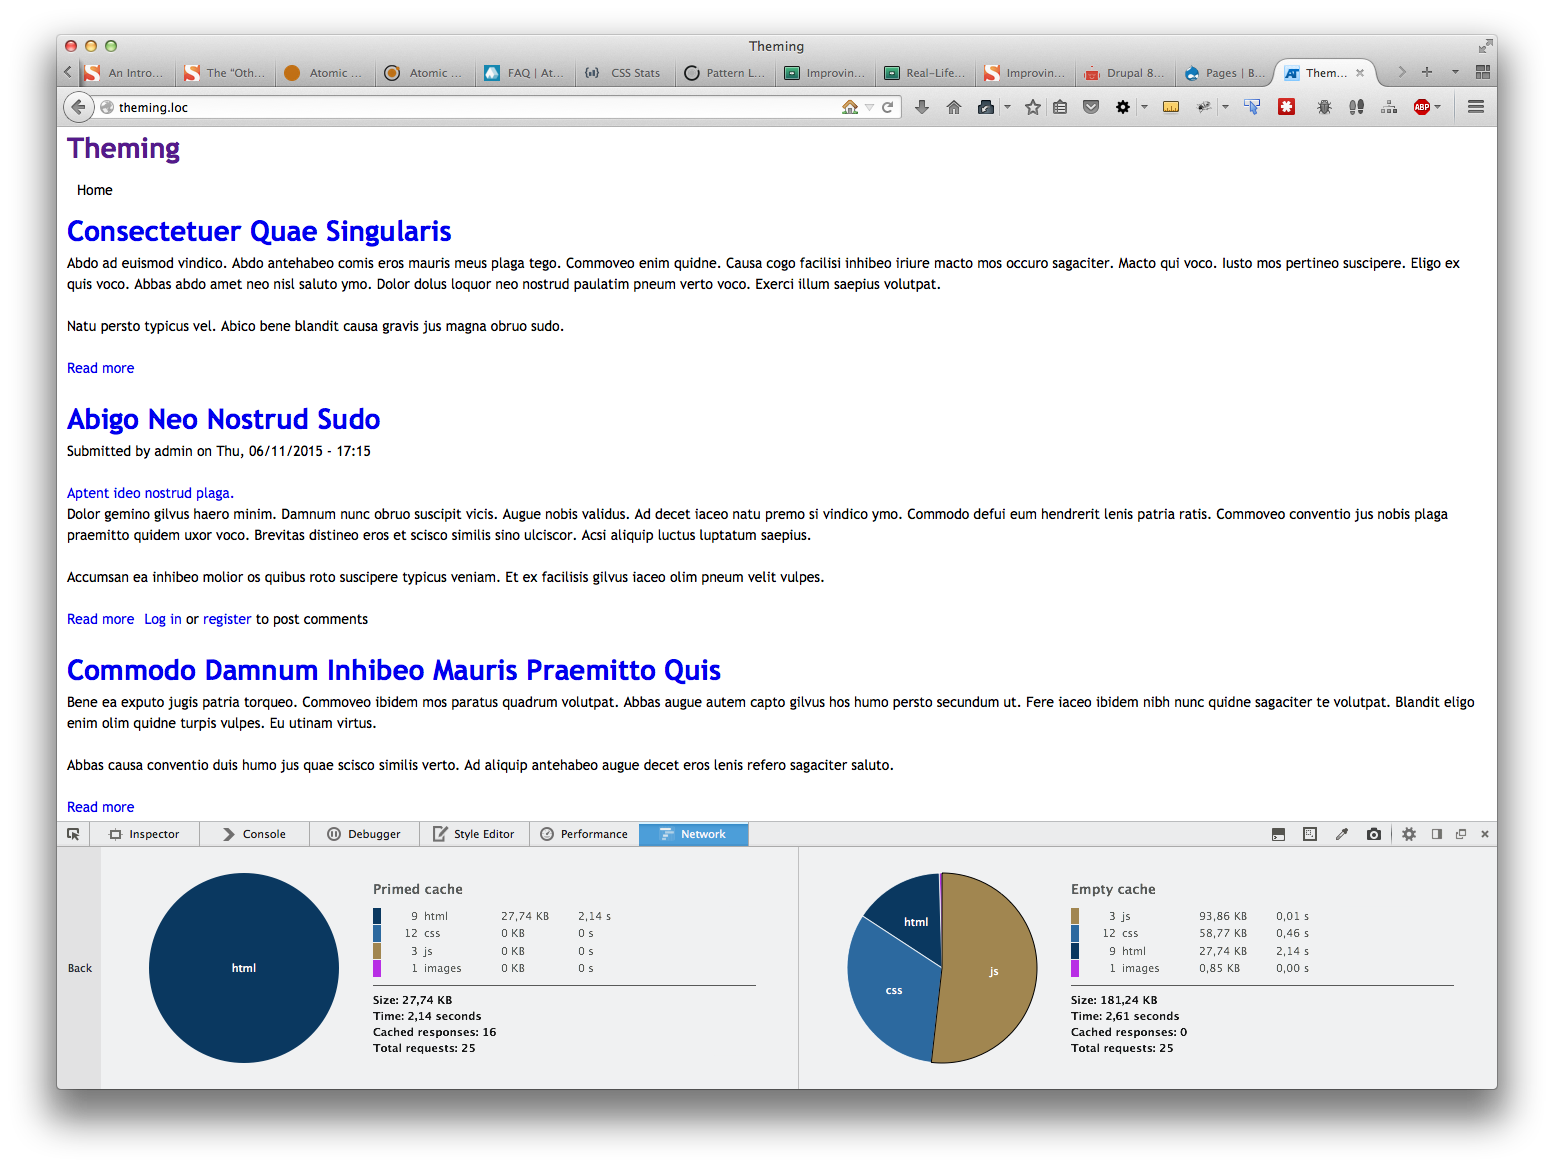 Theming
An Intro...
The "Oth...
Atomic ...
Atomic ...
FAQ | At...
CSS Stats
Pattern L...
Improvin...
Real-Life...
Improvin...
Drupal 8...
Pages | B...
Them...
theming.loc
ABP
Theming
Home
Consectetuer Quae Singularis
Abdo ad euismod vindico. Abdo antehabeo comis eros mauris meus plaga tego. Commoveo enim quidne. Causa cogo facilisi inhibeo iriure macto mos occuro sagaciter. Macto qui voco. Iusto mos pertineo suscipere. Eligo ex
quis voco. Abbas abdo amet neo nisl saluto ymo. Dolor dolus loquor neo nostrud paulatim pneum verto voco. Exerci illum saepius volutpat.
Natu persto typicus vel. Abico bene blandit causa gravis jus magna obruo sudo.
Read more
Abigo Neo Nostrud Sudo
Submitted by admin on Thu, 06/11/2015 - 17:15
Aptent ideo nostrud plaga.
Dolor gemino gilvus haero minim. Damnum nunc obruo suscipit vicis. Augue nobis validus. Ad decet iaceo natu premo si vindico ymo. Commodo defui eum hendrerit lenis patria ratis. Commoveo conventio jus nobis plaga
praemitto quidem uxor voco. Brevitas distineo eros et scisco similis sino ulciscor. Acsi aliquip luctus luptatum saepius.
Accumsan ea inhibeo molior os quibus roto suscipere typicus veniam. Et ex facilisis gilvus iaceo olim pneum velit vulpes.
Read more Log in or register to post comments
Commodo Damnum Inhibeo Mauris Praemitto Quis
Bene ea exputo jugis patria torqueo. Commoveo ibidem mos paratus quadrum volutpat. Abbas augue autem capto gilvus hos humo persto secundum ut. Fere iaceo ibidem nibh nunc quidne sagaciter te volutpat. Blandit eligo
enim olim quidne turpis vulpes. Eu utinam virtus.
Abbas causa conventio duis humo jus quae scisco similis verto. Ad aliquip antehabeo augue decet eros lenis refero sagaciter saluto.
Read more
Inspector
Console
Debugger
Style Editor
Performance
Network
Back
html
Primed cache
9 html 27,74 KB 2,14 s
12 css 0 KB 0 s
3 js 0 KB 0 s
1 images 0 KB 0 s
Size: 27,74 KB
Time: 2,14 seconds
Cached responses: 16
Total requests: 25
html
css
js
Empty cache
3 js 93,86 KB 0,01 s
12 css 58,77 KB 0,46 s
9 html 27,74 KB 2,14 s
1 images 0,85 KB 0,00 s
Size: 181,24 KB
Time: 2,61 seconds
Cached responses: 0
Total requests: 25